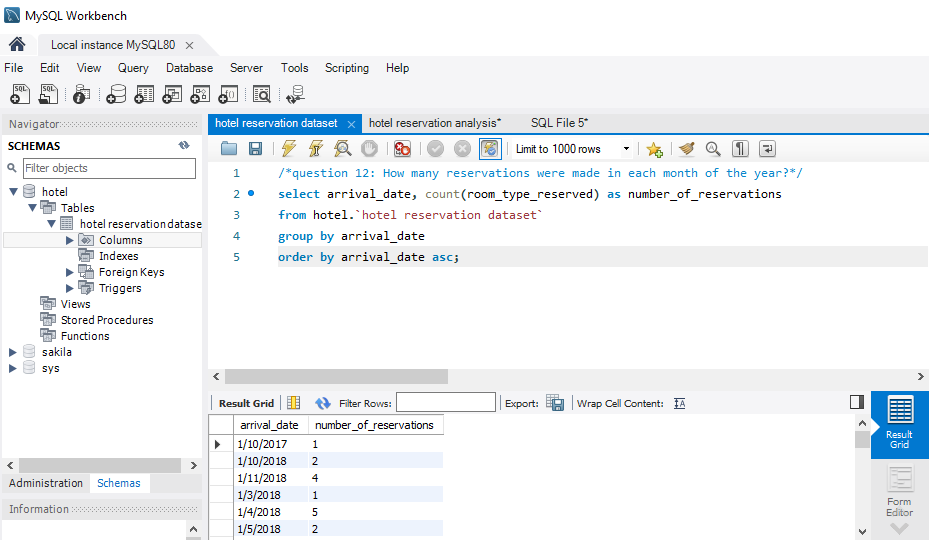 MySQL Workbench
Local instance MySQL80
File Edit View Query Database Server Tools Scripting Help
SQL SQL
Navigator
SCHEMAS
Filter objects
hotel
Tables
hotel reservation datase
Columns
Indexes
Foreign Keys
Triggers
Views
Stored Procedures
Functions
sakila
sys
Administration Schemas
Information
hotel reservation dataset hotel reservation analysis* SQL File 5*
Limit to 1000 rows
1 /*question 12: How many reservations were made in each month of the year?*/
2 select arrival_date, count(room_type_reserved) as number_of_reservations
3 from hotel.`hotel reservation dataset`
4 group by arrival_date
5 order by arrival_date asc;
Result Grid Filter Rows: Export: Wrap Cell Content: IA
arrival_date number_of_reservations
1/10/2017 1
1/10/2018 2
1/11/2018 4
1/3/2018 1
1/4/2018 5
1/5/2018 2
Result
Grid
Form
Editor